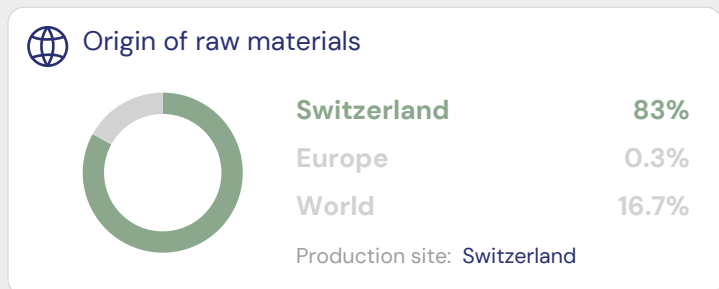 Origin of raw materials
Switzerland 83%
Europe 0.3%
World 16.7%
Production site: Switzerland